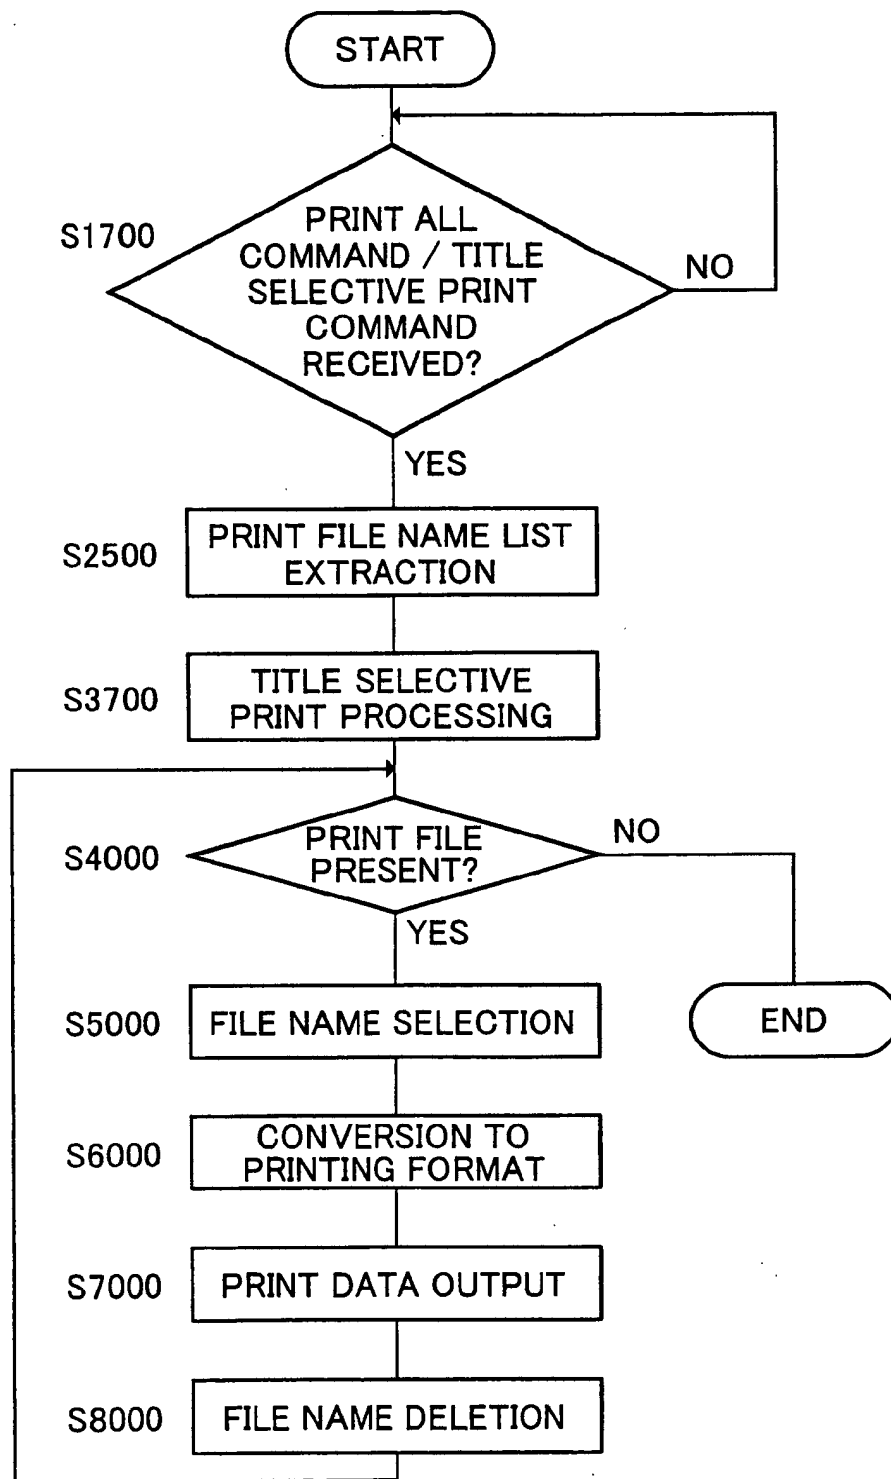 START
S1700
PRINT ALL
COMMAND / TITLE
SELECTIVE PRINT
COMMAND
RECEIVED?
NO
YES
S2500
PRINT FILE NAME LIST
EXTRACTION
S3700
TITLE SELECTIVE
PRINT PROCESSING
S4000
PRINT FILE
PRESENT?
NO
YES
S5000
FILE NAME SELECTION
END
S6000
CONVERSION TO
PRINTING FORMAT
S7000
PRINT DATA OUTPUT
S8000
FILE NAME DELETION